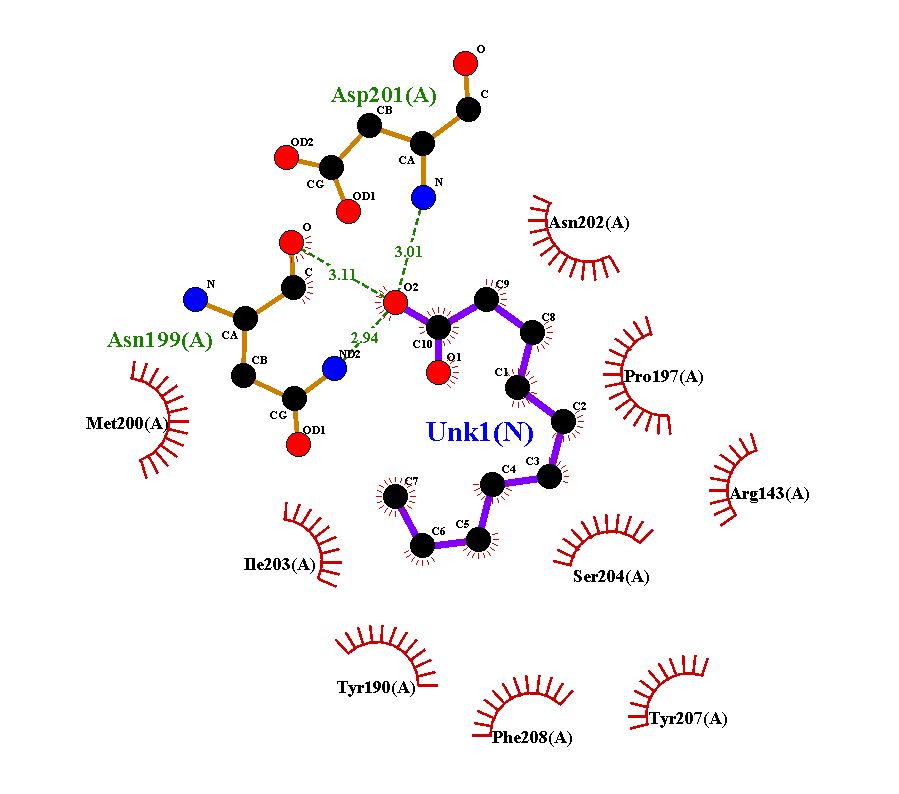 O
Asp201(A)
C
CB
OD2
CA
CG
N
OD1
O
Asn202(A)
3.01
3.11
C
N
O2
C9
C8
CA
Asn199(A)
2.94
C10
ND2
O1
CB
C1
Pro197(A)
C2
CG
Met200(A)
OD1
Unk1(N)
C3
C4
C7
Arg143(A)
C5
C6
Ile203(A)
Ser204(A)
Tyr190(A)
Tyr207(A)
Phe208(A)